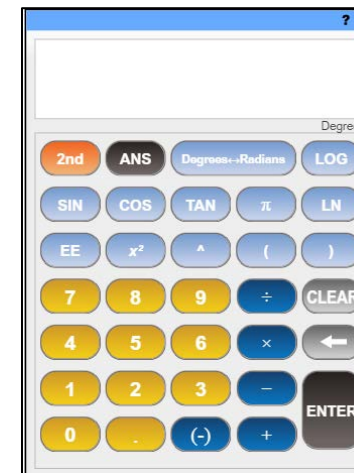 ?
Degre
2nd ANS Degrees↔Radians LOG
SIN COS TAN π LN
EE x² ^ ( )
7 8 9 ÷ CLEAR
4 5 6 × ←
1 2 3 − ENTER
0 . (-) +